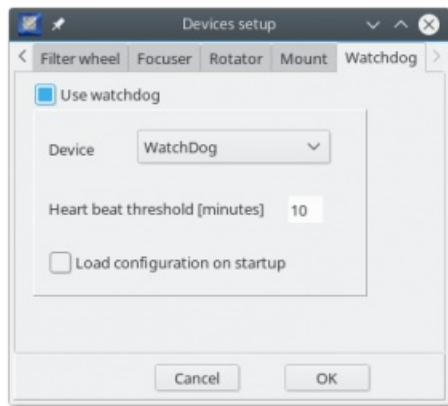 Devices setup
Filter wheel Focuser Rotator Mount Watchdog
Use watchdog
Device WatchDog
Heart beat threshold [minutes] 10
Load configuration on startup
Cancel OK